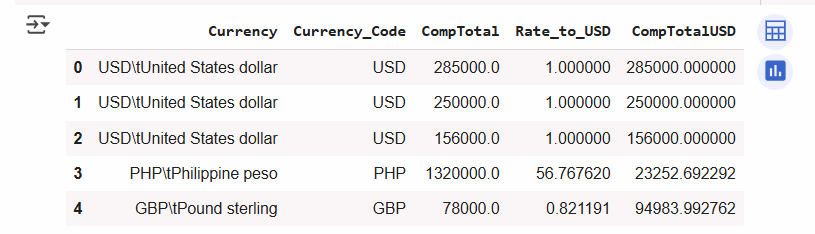 Currency Currency_Code CompTotal Rate_to_USD CompTotalUSD
0 USD\tUnited States dollar USD 285000.0 1.000000 285000.000000
1 USD\tUnited States dollar USD 250000.0 1.000000 250000.000000
2 USD\tUnited States dollar USD 156000.0 1.000000 156000.000000
3 PHP\tPhilippine peso PHP 1320000.0 56.767620 23252.692292
4 GBP\tPound sterling GBP 78000.0 0.821191 94983.992762